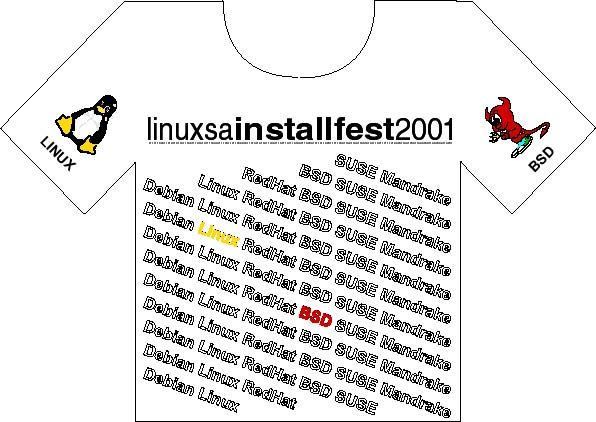 linuxsainstallfest2001
LINUX
BSD
SUSE Mandrake
BSD SUSE Mandrake
RedHat BSD SUSE Mandrake
Linux RedHat BSD SUSE Mandrake
Debian Linux RedHat BSD SUSE Mandrake
Debian Linux RedHat BSD SUSE Mandrake
Debian Linux RedHat BSD SUSE Mandrake
Debian Linux RedHat BSD SUSE Mandrake
Debian Linux RedHat BSD SUSE Mandrake
Debian Linux RedHat BSD SUSE Mandrake
Debian Linux RedHat BSD SUSE
Debian Linux RedHat
Debian Linux